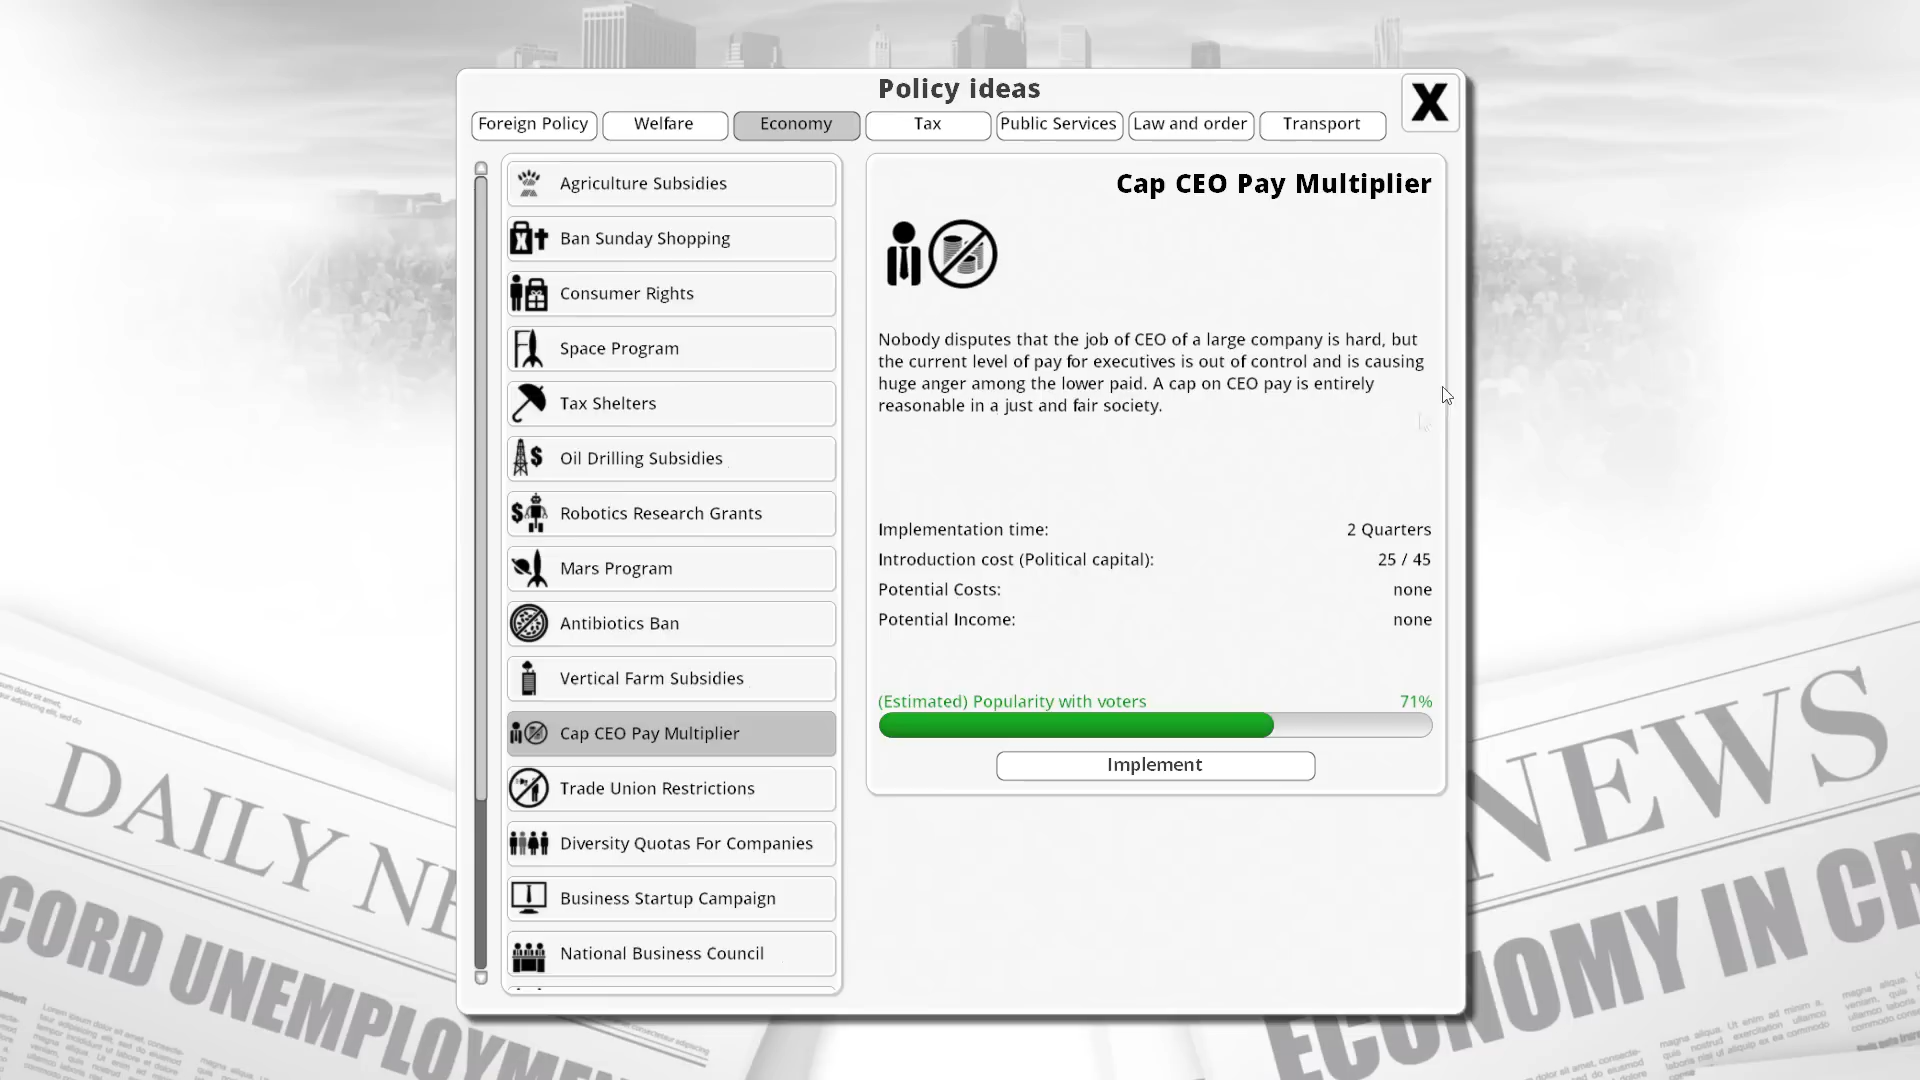 Policy ideas
X
Foreign Policy
Welfare
Economy
Tax
Public Services
Law and order
Transport
Agriculture Subsidies
Ban Sunday Shopping
Consumer Rights
Space Program
Tax Shelters
Oil Drilling Subsidies
Robotics Research Grants
Mars Program
Antibiotics Ban
Vertical Farm Subsidies
Cap CEO Pay Multiplier
Trade Union Restrictions
Diversity Quotas For Companies
Business Startup Campaign
National Business Council
Cap CEO Pay Multiplier
Nobody disputes that the job of CEO of a large company is hard, but
the current level of pay for executives is out of control and is causing
huge anger among the lower paid. A cap on CEO pay is entirely
reasonable in a just and fair society.
Implementation time: 2 Quarters
Introduction cost (Political capital): 25 / 45
Potential Costs: none
Potential Income: none
(Estimated) Popularity with voters 71%
Implement
DAILY NE
CORD UNEMPLOYME
NEWS
ECONOMY IN CR